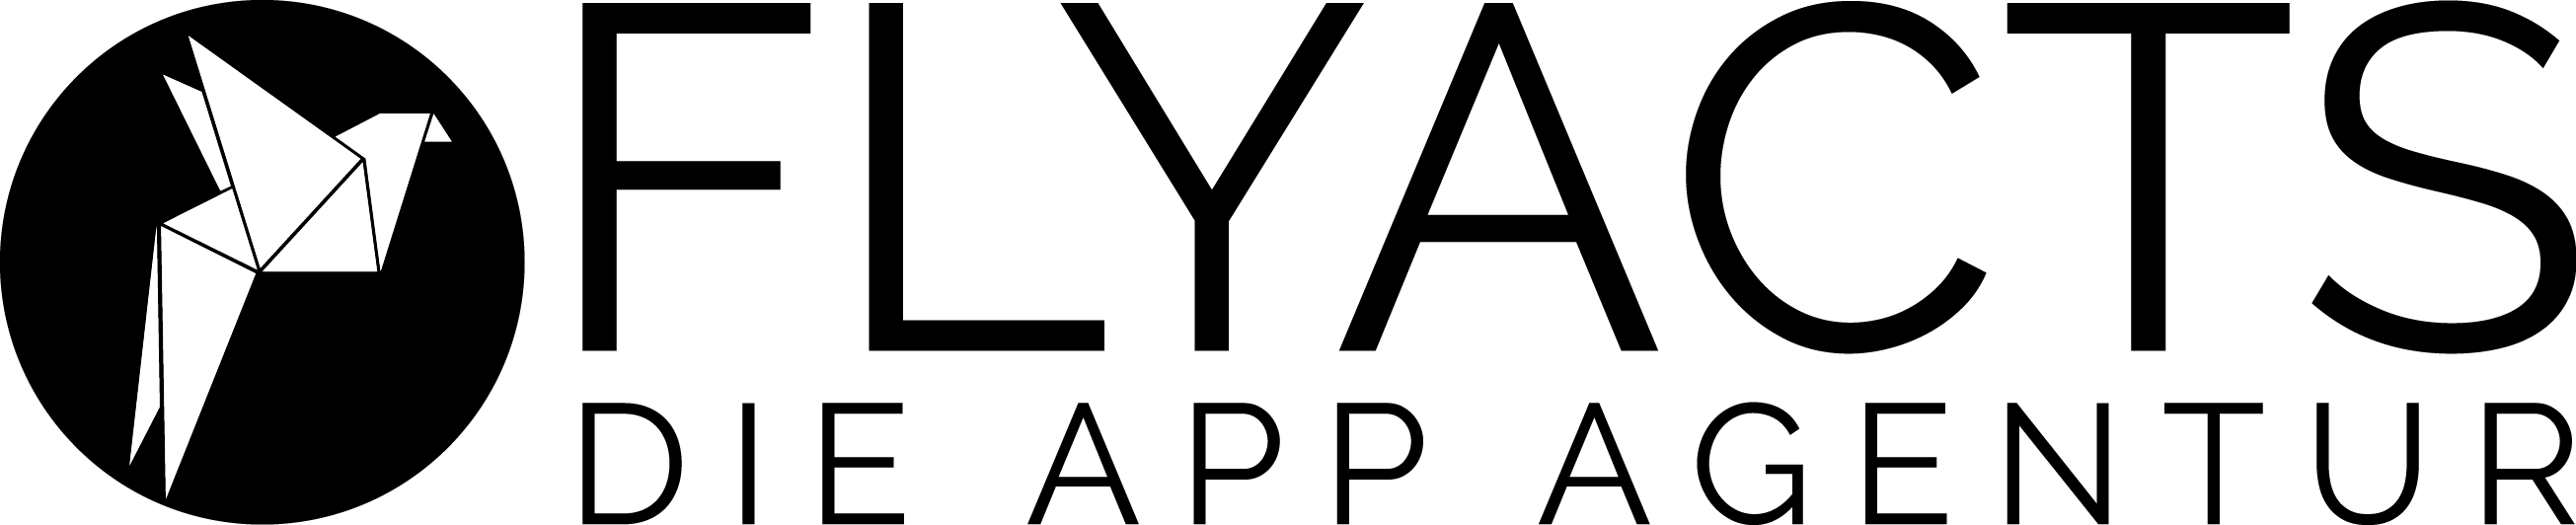 FLYACTS
DIE APP AGENTUR